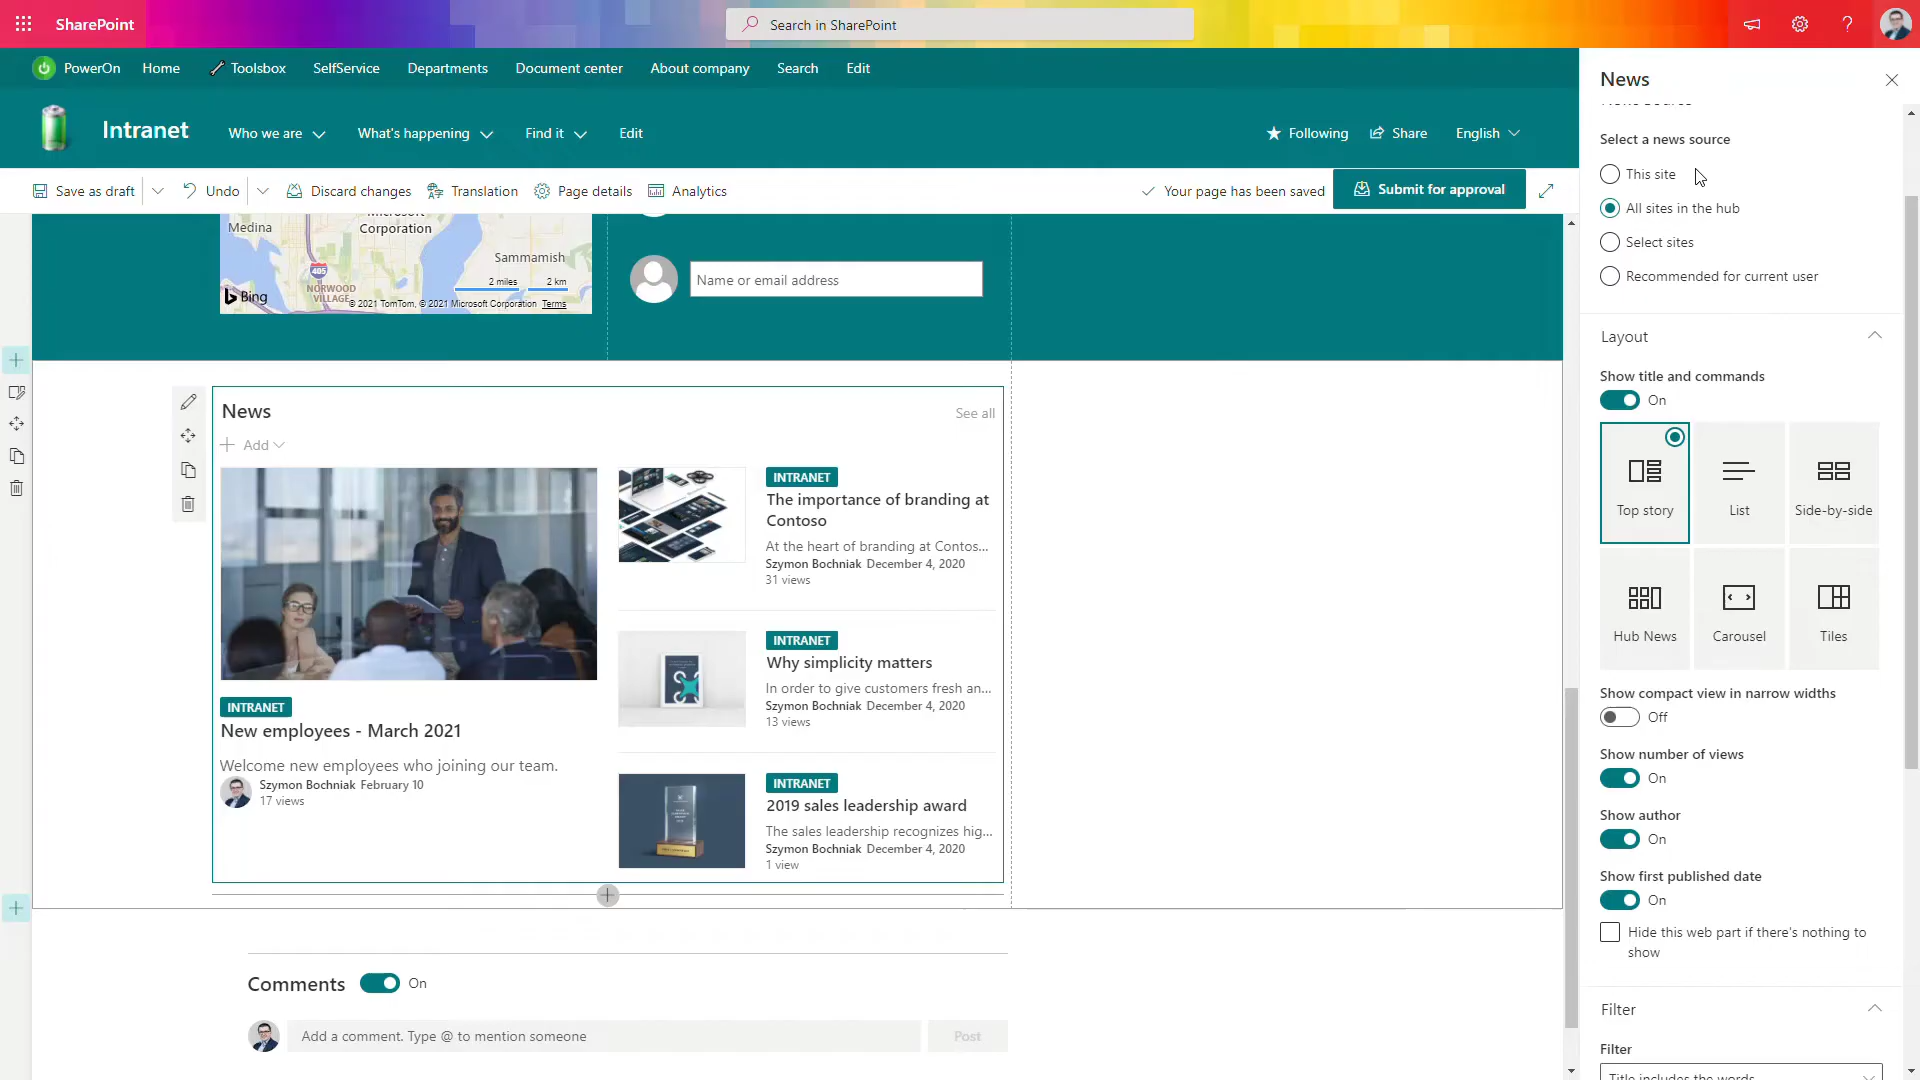 SharePoint
Search in SharePoint
PowerOn Home Toolsbox SelfService Departments Document center About company Search Edit
Intranet Who we are What's happening Find it Edit
Following Share English
Save as draft Undo Discard changes Translation Page details Analytics
Your page has been saved Submit for approval
Medina
Microsoft
Corporation
Sammamish
405
NORWOOD
VILLAGE
2 miles 2 km
Bing
© 2021 TomTom, © 2021 Microsoft Corporation Terms
Name or email address
News
See all
Add
INTRANET
New employees - March 2021
Welcome new employees who joining our team.
Szymon Bochniak February 10
17 views
INTRANET
The importance of branding at
Contoso
At the heart of branding at Contos...
Szymon Bochniak December 4, 2020
31 views
INTRANET
Why simplicity matters
In order to give customers fresh an...
Szymon Bochniak December 4, 2020
13 views
INTRANET
2019 sales leadership award
The sales leadership recognizes hig...
Szymon Bochniak December 4, 2020
1 view
Comments On
Add a comment. Type @ to mention someone
Post
News
Select a news source
This site
All sites in the hub
Select sites
Recommended for current user
Layout
Show title and commands
On
Top story List Side-by-side
Hub News Carousel Tiles
Show compact view in narrow widths
Off
Show number of views
On
Show author
On
Show first published date
On
Hide this web part if there's nothing to
show
Filter
Filter
Title includes the words